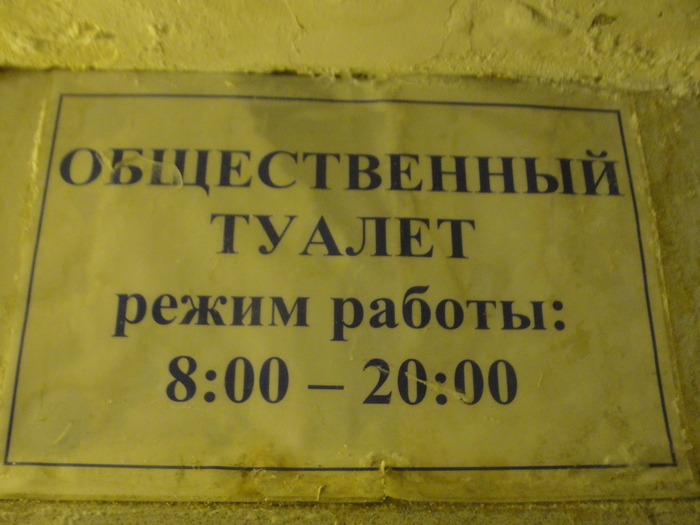 ОБЩЕСТВЕННЫЙ
ТУАЛЕТ
режим работы:
8:00 – 20:00